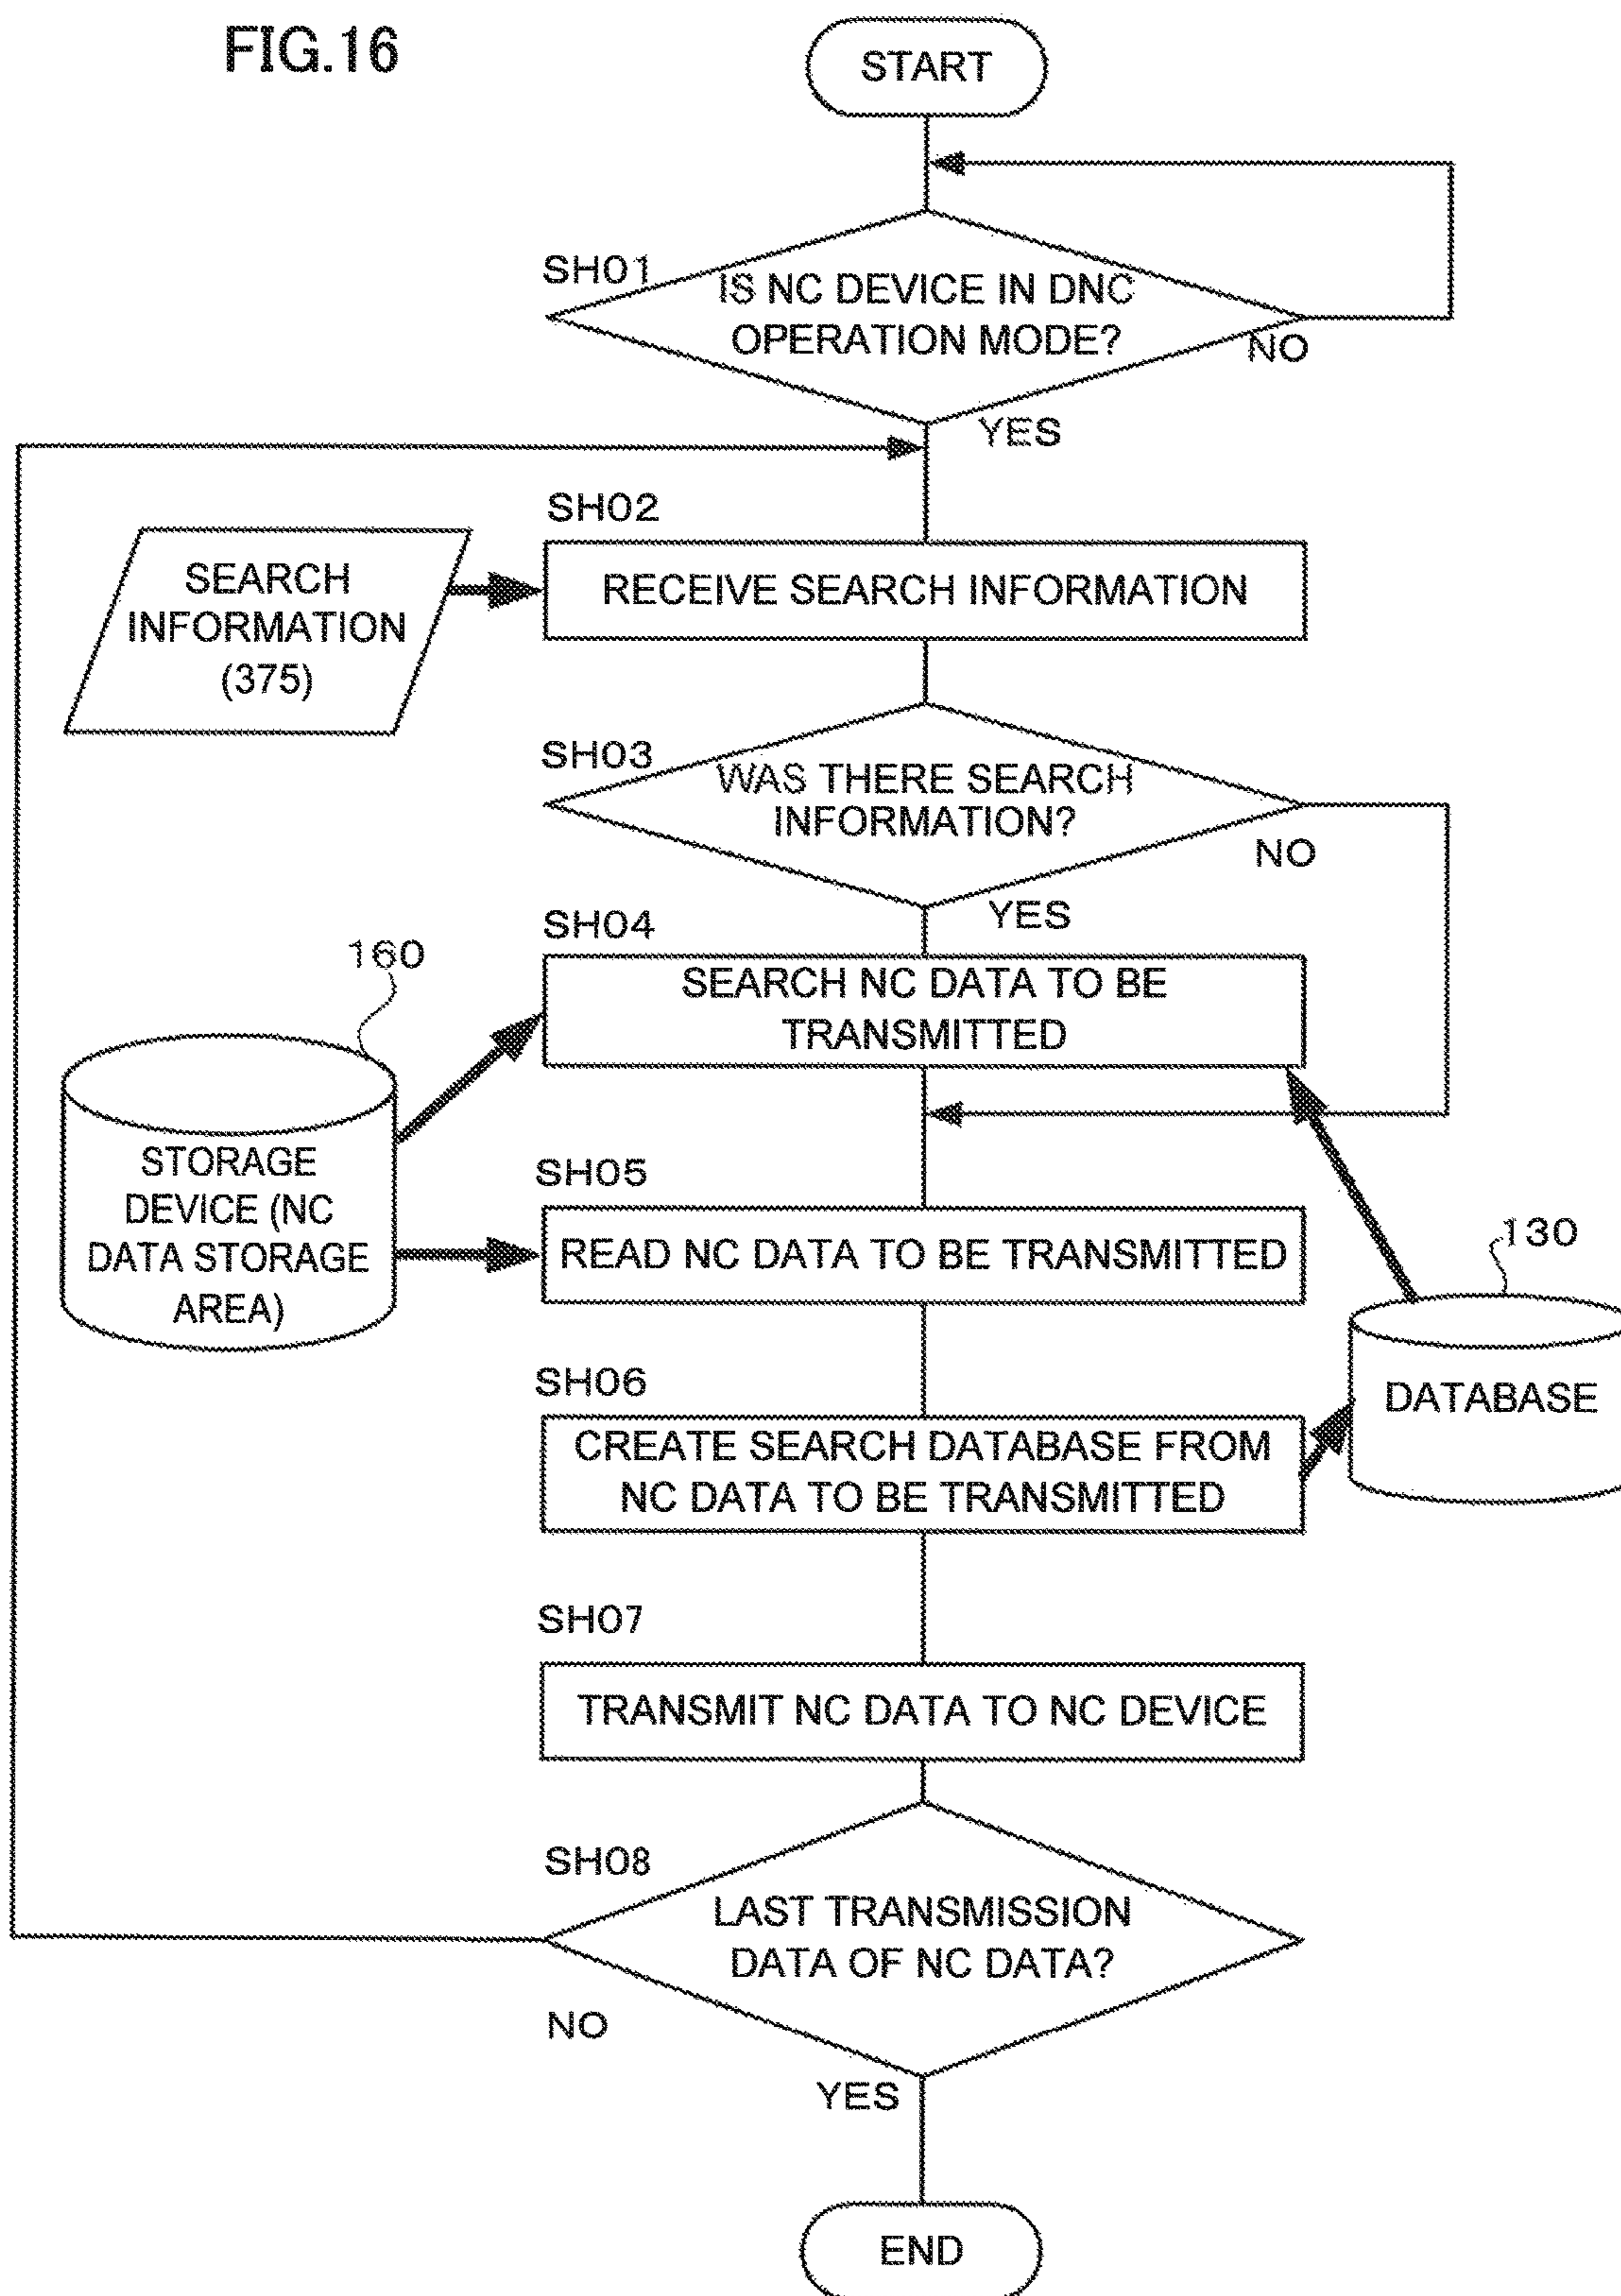 FIG.16
START
SH01
IS NC DEVICE IN DNC
OPERATION MODE?
NO
YES
SH02
SEARCH
INFORMATION
(375)
RECEIVE SEARCH INFORMATION
SH03
WAS THERE SEARCH
INFORMATION?
NO
YES
SH04
160
SEARCH NC DATA TO BE
TRANSMITTED
STORAGE
DEVICE (NC
DATA STORAGE
AREA)
SH05
READ NC DATA TO BE TRANSMITTED
130
DATABASE
SH06
CREATE SEARCH DATABASE FROM
NC DATA TO BE TRANSMITTED
SH07
TRANSMIT NC DATA TO NC DEVICE
SH08
LAST TRANSMISSION
DATA OF NC DATA?
NO
YES
END